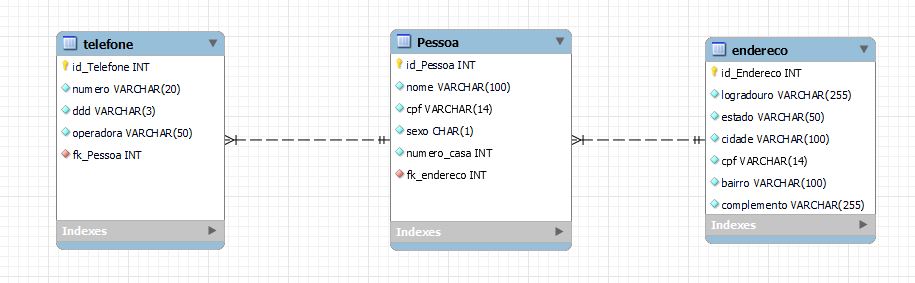 telefone
id_Telefone INT
numero VARCHAR(20)
ddd VARCHAR(3)
operadora VARCHAR(50)
fk_Pessoa INT
Indexes
Pessoa
id_Pessoa INT
nome VARCHAR(100)
cpf VARCHAR(14)
sexo CHAR(1)
numero_casa INT
fk_endereco INT
Indexes
endereco
id_Endereco INT
logradouro VARCHAR(255)
estado VARCHAR(50)
cidade VARCHAR(100)
cpf VARCHAR(14)
bairro VARCHAR(100)
complemento VARCHAR(255)
Indexes